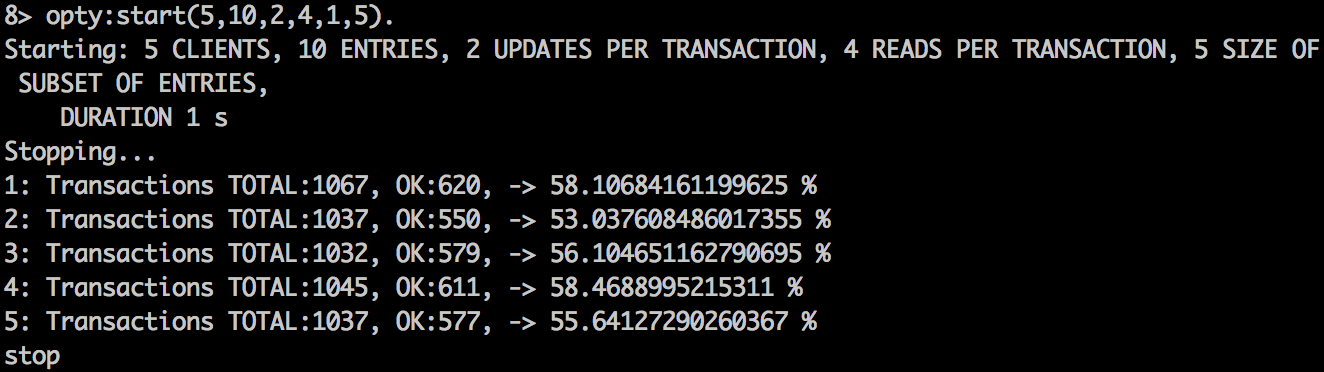 8> opty:start(5,10,2,4,1,5).
Starting: 5 CLIENTS, 10 ENTRIES, 2 UPDATES PER TRANSACTION, 4 READS PER TRANSACTION, 5 SIZE OF
 SUBSET OF ENTRIES,
    DURATION 1 s
Stopping...
1: Transactions TOTAL:1067, OK:620, -> 58.10684161199625 %
2: Transactions TOTAL:1037, OK:550, -> 53.037608486017355 %
3: Transactions TOTAL:1032, OK:579, -> 56.104651162790695 %
4: Transactions TOTAL:1045, OK:611, -> 58.4688995215311 %
5: Transactions TOTAL:1037, OK:577, -> 55.64127290260367 %
stop